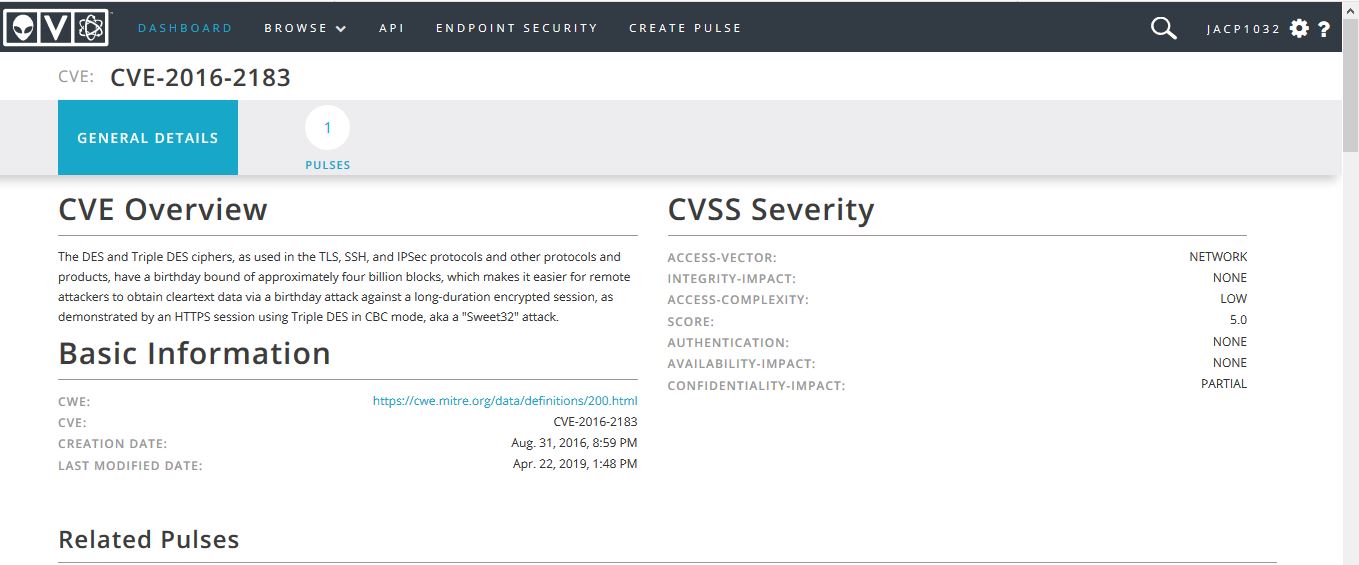 V
DASHBOARD BROWSE API ENDPOINT SECURITY CREATE PULSE JACP1032 ?
CVE: CVE-2016-2183
GENERAL DETAILS
1
PULSES
CVE Overview
The DES and Triple DES ciphers, as used in the TLS, SSH, and IPSec protocols and other protocols and
products, have a birthday bound of approximately four billion blocks, which makes it easier for remote
attackers to obtain cleartext data via a birthday attack against a long-duration encrypted session, as
demonstrated by an HTTPS session using Triple DES in CBC mode, aka a "Sweet32" attack.
Basic Information
CWE: https://cwe.mitre.org/data/definitions/200.html
CVE: CVE-2016-2183
CREATION DATE: Aug. 31, 2016, 8:59 PM
LAST MODIFIED DATE: Apr. 22, 2019, 1:48 PM
CVSS Severity
ACCESS-VECTOR: NETWORK
INTEGRITY-IMPACT: NONE
ACCESS-COMPLEXITY: LOW
SCORE: 5.0
AUTHENTICATION: NONE
AVAILABILITY-IMPACT: NONE
CONFIDENTIALITY-IMPACT: PARTIAL
Related Pulses